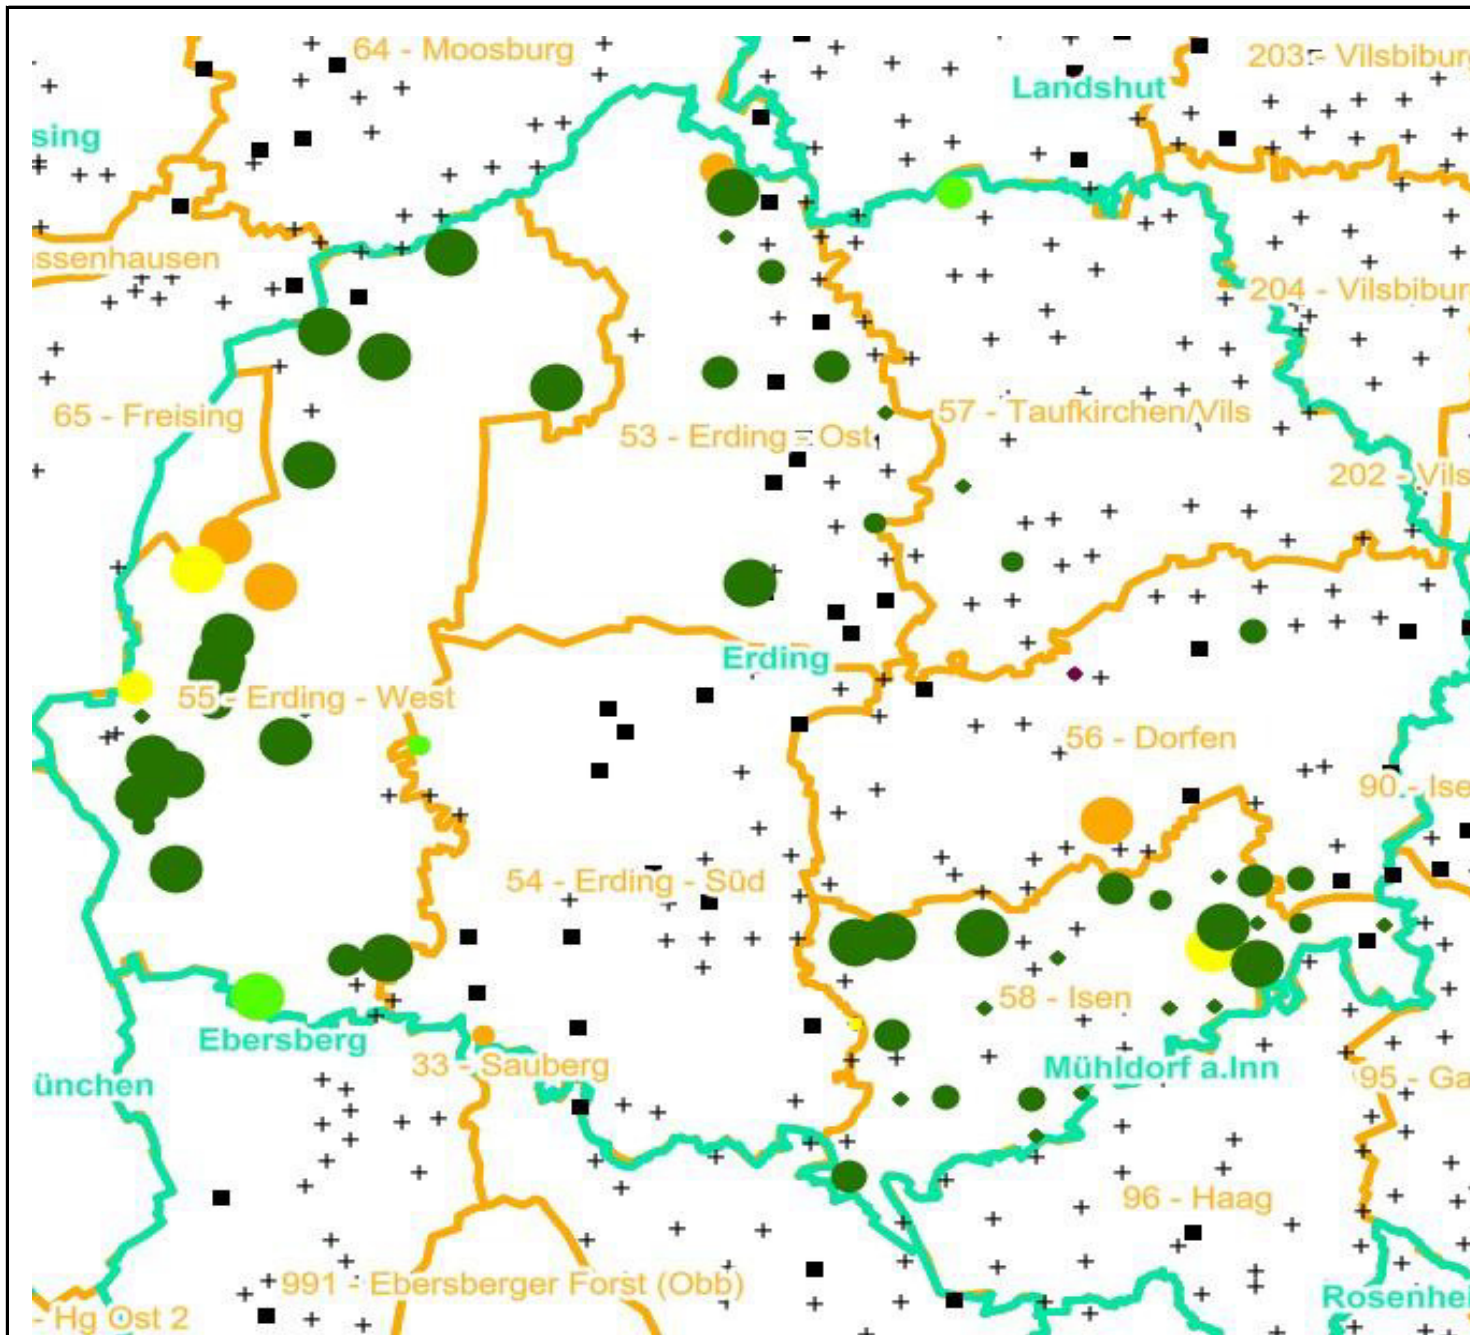 64 - Moosburg
203 - Vilsbiburg
Landshut
sing
assenhausen
204 - Vilsbibur
65 - Freising
53 - Erding - Ost
57 - Taufkirchen/Vils
202 - Vils
Erding
55 - Erding - West
56 - Dorfen
90 - Ise
54 - Erding - Süd
58 - Isen
Ebersberg
33 - Sauberg
Mühldorf a.Inn
95 - Ga
ünchen
96 - Haag
991 - Ebersberger Forst (Obb)
Rosenhei
- Hg Ost 2